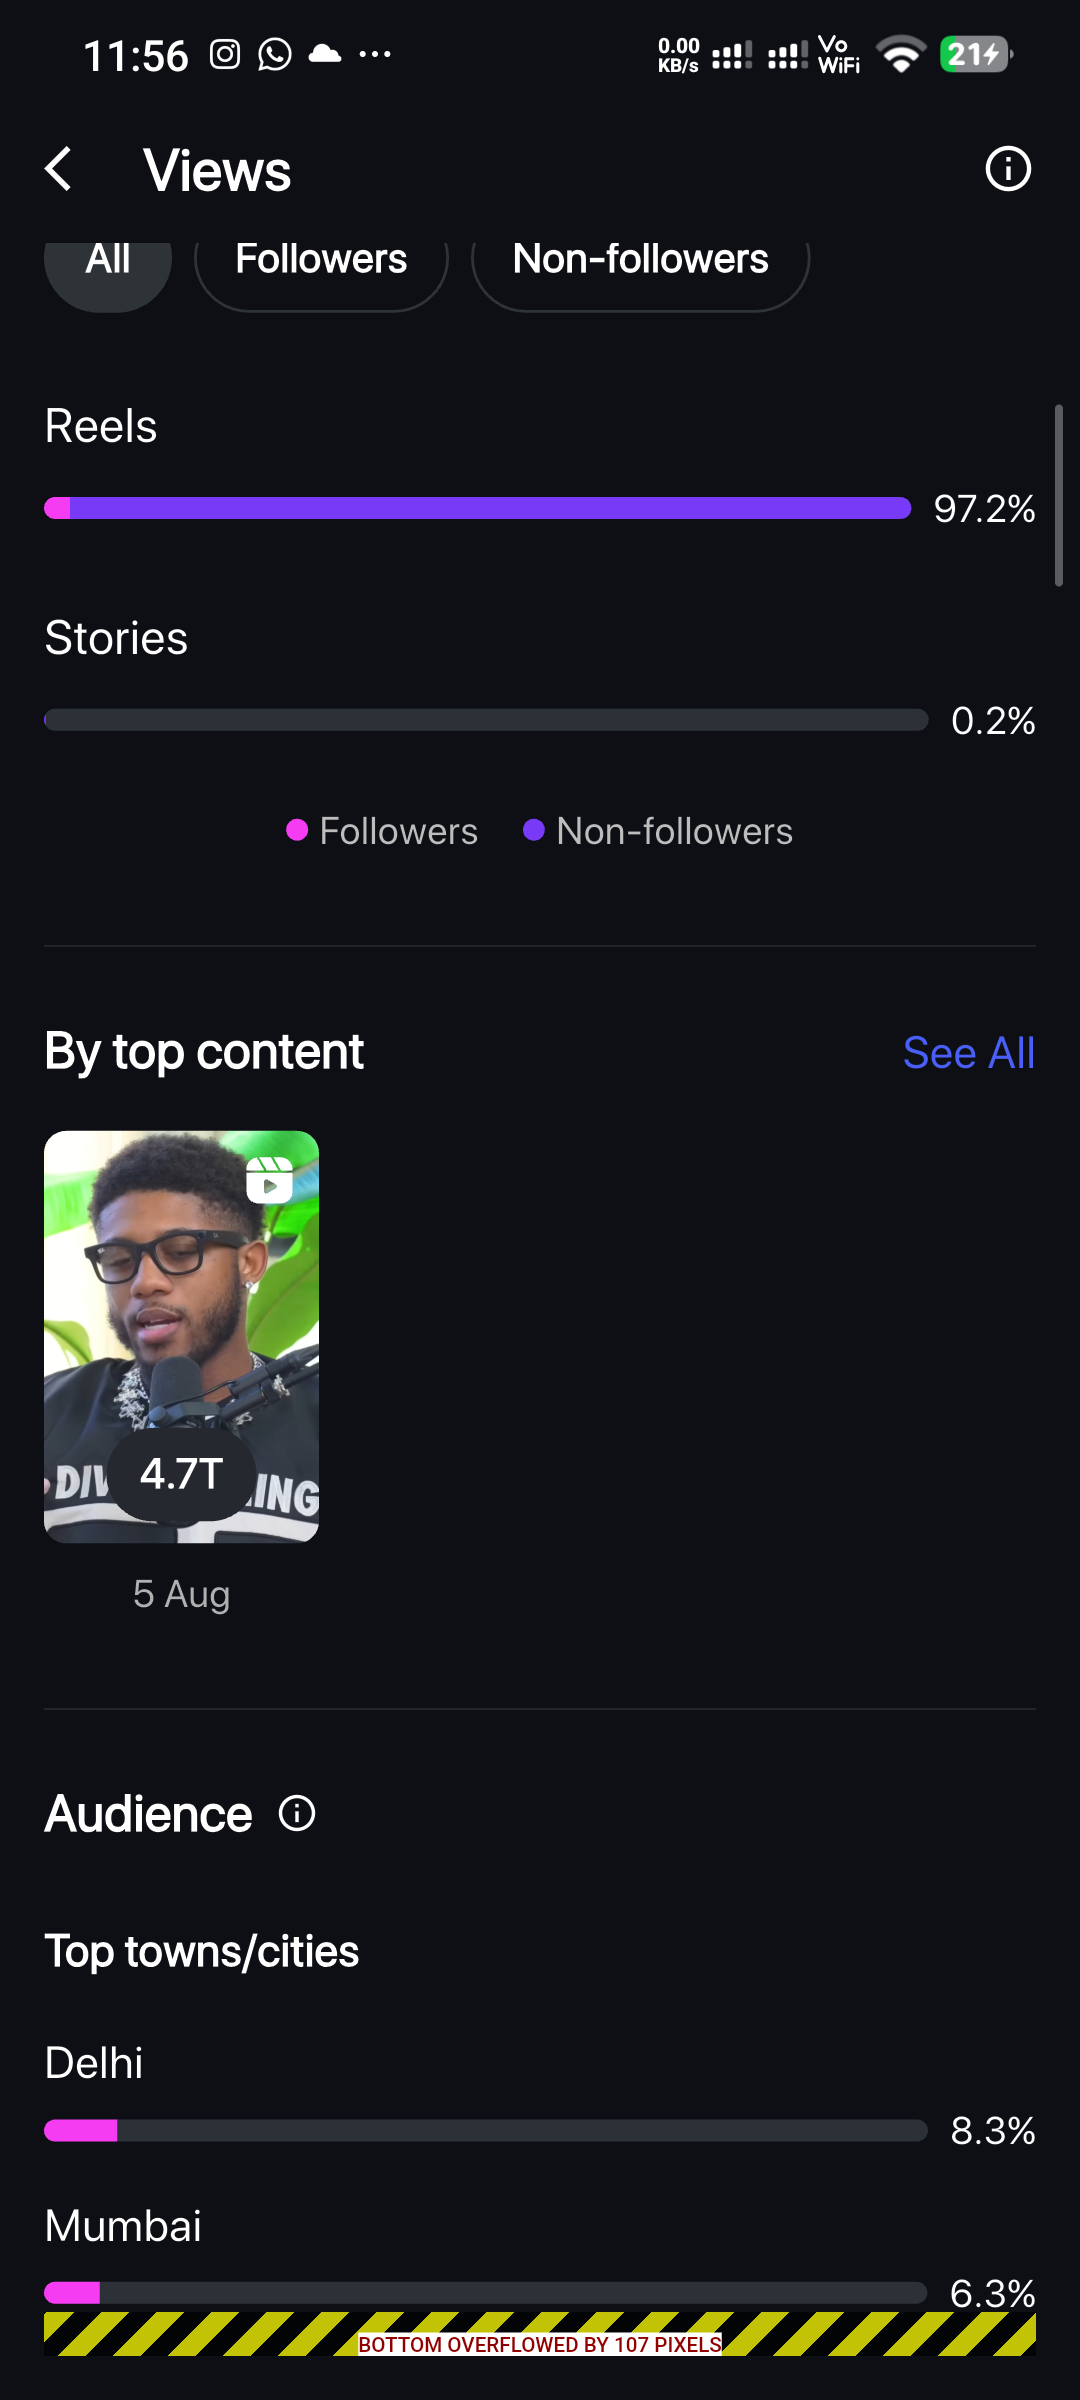 11:56
0.00
KB/s
Vo
WiFi
21
Views
All
Followers
Non-followers
Reels
97.2%
Stories
0.2%
Followers
Non-followers
By top content
See All
DIV
ING
4.7T
5 Aug
Audience
Top towns/cities
Delhi
8.3%
Mumbai
6.3%
BOTTOM OVERFLOWED BY 107 PIXELS